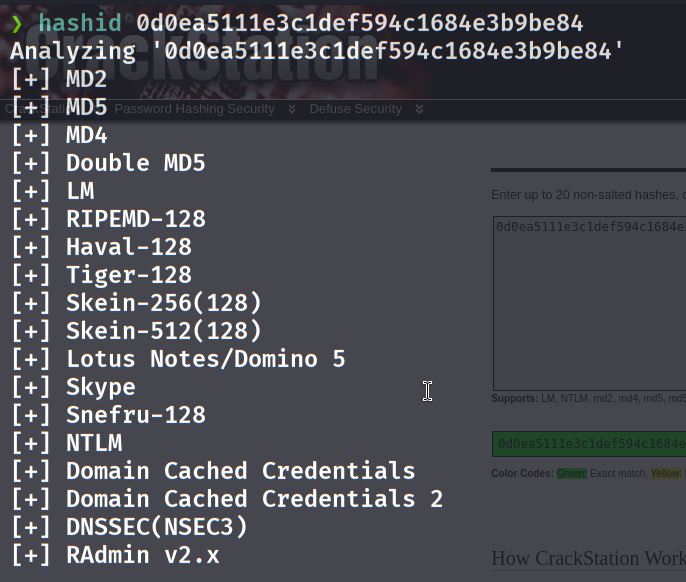 ❯ hashid 0d0ea5111e3c1def594c1684e3b9be84
Analyzing '0d0ea5111e3c1def594c1684e3b9be84'
[+] MD2
[+] MD5
[+] MD4
[+] Double MD5
[+] LM
[+] RIPEMD-128
[+] Haval-128
[+] Tiger-128
[+] Skein-256(128)
[+] Skein-512(128)
[+] Lotus Notes/Domino 5
[+] Skype
[+] Snefru-128
[+] NTLM
[+] Domain Cached Credentials
[+] Domain Cached Credentials 2
[+] DNSSEC(NSEC3)
[+] RAdmin v2.x
CrackStation
Password Hashing Security Defuse Security
Enter up to 20 non-salted hashes,
0d0ea5111e3c1def594c1684e
Supports: LM, NTLM, md2, md4, md5,
0d0ea5111e3c1def594c1684e
Color Codes: Green: Exact match, Yellow:
How CrackStation Work